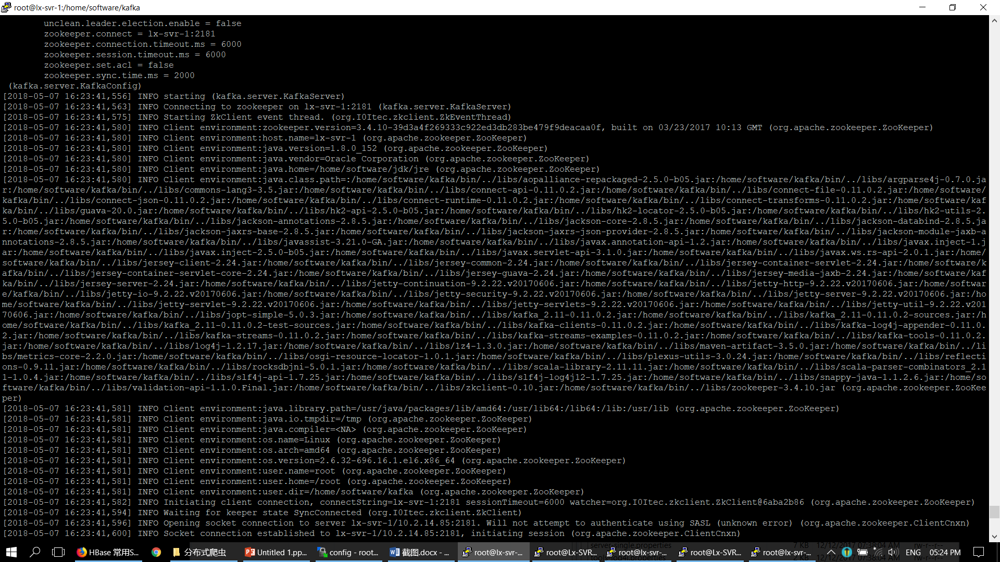 root@lx-svr-1:/home/software/kafka
unclean.leader.election.enable = false
zookeeper.connect = lx-svr-1:2181
zookeeper.connection.timeout.ms = 6000
zookeeper.session.timeout.ms = 6000
zookeeper.set.acl = false
zookeeper.sync.time.ms = 2000
(kafka.server.KafkaConfig)
[2018-05-07 16:23:41,556] INFO starting (kafka.server.KafkaServer)
[2018-05-07 16:23:41,563] INFO Connecting to zookeeper on lx-svr-1:2181 (kafka.server.KafkaServer)
[2018-05-07 16:23:41,575] INFO Starting ZkClient event thread. (org.I0Itec.zkclient.ZkEventThread)
[2018-05-07 16:23:41,580] INFO Client environment:zookeeper.version=3.4.10-39d3a4f269333c922ed3db283be479f9deacaa0f, built on 03/23/2017 10:13 GMT (org.apache.zookeeper.ZooKeeper)
[2018-05-07 16:23:41,580] INFO Client environment:host.name=lx-svr-1 (org.apache.zookeeper.ZooKeeper)
[2018-05-07 16:23:41,580] INFO Client environment:java.version=1.8.0_152 (org.apache.zookeeper.ZooKeeper)
[2018-05-07 16:23:41,580] INFO Client environment:java.vendor=Oracle Corporation (org.apache.zookeeper.ZooKeeper)
[2018-05-07 16:23:41,580] INFO Client environment:java.home=/home/software/jdk/jre (org.apache.zookeeper.ZooKeeper)
[2018-05-07 16:23:41,580] INFO Client environment:java.class.path=:/home/software/kafka/bin/../libs/aopalliance-repackaged-2.5.0-b05.jar:/home/software/kafka/bin/../libs/argparse4j-0.7.0.ja
r:/home/software/kafka/bin/../libs/commons-lang3-3.5.jar:/home/software/kafka/bin/../libs/connect-api-0.11.0.2.jar:/home/software/kafka/bin/../libs/connect-file-0.11.0.2.jar:/home/software/
kafka/bin/../libs/connect-json-0.11.0.2.jar:/home/software/kafka/bin/../libs/connect-runtime-0.11.0.2.jar:/home/software/kafka/bin/../libs/connect-transforms-0.11.0.2.jar:/home/software/kaf
ka/bin/../libs/guava-20.0.jar:/home/software/kafka/bin/../libs/hk2-api-2.5.0-b05.jar:/home/software/kafka/bin/../libs/hk2-locator-2.5.0-b05.jar:/home/software/kafka/bin/../libs/hk2-utils-2.
5.0-b05.jar:/home/software/kafka/bin/../libs/jackson-annotations-2.8.5.jar:/home/software/kafka/bin/../libs/jackson-core-2.8.5.jar:/home/software/kafka/bin/../libs/jackson-databind-2.8.5.ja
r:/home/software/kafka/bin/../libs/jackson-jaxrs-base-2.8.5.jar:/home/software/kafka/bin/../libs/jackson-jaxrs-json-provider-2.8.5.jar:/home/software/kafka/bin/../libs/jackson-module-jaxb-a
nnotations-2.8.5.jar:/home/software/kafka/bin/../libs/javassist-3.21.0-GA.jar:/home/software/kafka/bin/../libs/javax.annotation-api-1.2.jar:/home/software/kafka/bin/../libs/javax.inject-1.j
ar:/home/software/kafka/bin/../libs/javax.inject-2.5.0-b05.jar:/home/software/kafka/bin/../libs/javax.servlet-api-3.1.0.jar:/home/software/kafka/bin/../libs/javax.ws.rs-api-2.0.1.jar:/home/
software/kafka/bin/../libs/jersey-client-2.24.jar:/home/software/kafka/bin/../libs/jersey-common-2.24.jar:/home/software/kafka/bin/../libs/jersey-container-servlet-2.24.jar:/home/software/k
afka/bin/../libs/jersey-container-servlet-core-2.24.jar:/home/software/kafka/bin/../libs/jersey-guava-2.24.jar:/home/software/kafka/bin/../libs/jersey-media-jaxb-2.24.jar:/home/software/kaf
ka/bin/../libs/jersey-server-2.24.jar:/home/software/kafka/bin/../libs/jetty-continuation-9.2.22.v20170606.jar:/home/software/kafka/bin/../libs/jetty-http-9.2.22.v20170606.jar:/home/softwar
e/kafka/bin/../libs/jetty-io-9.2.22.v20170606.jar:/home/software/kafka/bin/../libs/jetty-security-9.2.22.v20170606.jar:/home/software/kafka/bin/../libs/jetty-server-9.2.22.v20170606.jar:/ho
me/software/kafka/bin/../libs/jetty-servlet-9.2.22.v20170606.jar:/home/software/kafka/bin/../libs/jetty-servlets-9.2.22.v20170606.jar:/home/software/kafka/bin/../libs/jetty-util-9.2.22.v201
70606.jar:/home/software/kafka/bin/../libs/jopt-simple-5.0.3.jar:/home/software/kafka/bin/../libs/kafka_2.11-0.11.0.2.jar:/home/software/kafka/bin/../libs/kafka_2.11-0.11.0.2-sources.jar:/h
ome/software/kafka/bin/../libs/kafka_2.11-0.11.0.2-test-sources.jar:/home/software/kafka/bin/../libs/kafka-clients-0.11.0.2.jar:/home/software/kafka/bin/../libs/kafka-log4j-appender-0.11.0.
2.jar:/home/software/kafka/bin/../libs/kafka-streams-0.11.0.2.jar:/home/software/kafka/bin/../libs/kafka-streams-examples-0.11.0.2.jar:/home/software/kafka/bin/../libs/kafka-tools-0.11.0.2.
jar:/home/software/kafka/bin/../libs/log4j-1.2.17.jar:/home/software/kafka/bin/../libs/lz4-1.3.0.jar:/home/software/kafka/bin/../libs/maven-artifact-3.5.0.jar:/home/software/kafka/bin/../li
bs/metrics-core-2.2.0.jar:/home/software/kafka/bin/../libs/osgi-resource-locator-1.0.1.jar:/home/software/kafka/bin/../libs/plexus-utils-3.0.24.jar:/home/software/kafka/bin/../libs/reflecti
ons-0.9.11.jar:/home/software/kafka/bin/../libs/rocksdbjni-5.0.1.jar:/home/software/kafka/bin/../libs/scala-library-2.11.11.jar:/home/software/kafka/bin/../libs/scala-parser-combinators_2.1
1-1.0.4.jar:/home/software/kafka/bin/../libs/slf4j-api-1.7.25.jar:/home/software/kafka/bin/../libs/slf4j-log4j12-1.7.25.jar:/home/software/kafka/bin/../libs/snappy-java-1.1.2.6.jar:/home/so
ftware/kafka/bin/../libs/validation-api-1.1.0.Final.jar:/home/software/kafka/bin/../libs/zkclient-0.10.jar:/home/software/kafka/bin/../libs/zookeeper-3.4.10.jar (org.apache.zookeeper.ZooKee
per)
[2018-05-07 16:23:41,581] INFO Client environment:java.library.path=/usr/java/packages/lib/amd64:/usr/lib64:/lib64:/lib:/usr/lib (org.apache.zookeeper.ZooKeeper)
[2018-05-07 16:23:41,581] INFO Client environment:java.io.tmpdir=/tmp (org.apache.zookeeper.ZooKeeper)
[2018-05-07 16:23:41,581] INFO Client environment:java.compiler=<NA> (org.apache.zookeeper.ZooKeeper)
[2018-05-07 16:23:41,581] INFO Client environment:os.name=Linux (org.apache.zookeeper.ZooKeeper)
[2018-05-07 16:23:41,581] INFO Client environment:os.arch=amd64 (org.apache.zookeeper.ZooKeeper)
[2018-05-07 16:23:41,581] INFO Client environment:os.version=2.6.32-696.16.1.el6.x86_64 (org.apache.zookeeper.ZooKeeper)
[2018-05-07 16:23:41,581] INFO Client environment:user.name=root (org.apache.zookeeper.ZooKeeper)
[2018-05-07 16:23:41,581] INFO Client environment:user.home=/root (org.apache.zookeeper.ZooKeeper)
[2018-05-07 16:23:41,581] INFO Client environment:user.dir=/home/software/kafka (org.apache.zookeeper.ZooKeeper)
[2018-05-07 16:23:41,582] INFO Initiating client connection, connectString=lx-svr-1:2181 sessionTimeout=6000 watcher=org.I0Itec.zkclient.ZkClient@6aba2b86 (org.apache.zookeeper.ZooKeeper)
[2018-05-07 16:23:41,594] INFO Waiting for keeper state SyncConnected (org.I0Itec.zkclient.ZkClient)
[2018-05-07 16:23:41,596] INFO Opening socket connection to server lx-svr-1/10.2.14.85:2181. Will not attempt to authenticate using SASL (unknown error) (org.apache.zookeeper.ClientCnxn)
[2018-05-07 16:23:41,600] INFO Socket connection established to lx-svr-1/10.2.14.85:2181, initiating session (org.apache.zookeeper.ClientCnxn)
HBase 常用S... 分布式爬虫 Untitled 1.pp... config - root... 截图.docx - ... root@lx-svr-... root@Lx-SVR... root@lx-svr-... root@Lx-SVR... root@lx-svr-... ENG 05:24 PM
server-single.properties 7 KB 12/12/2017 07:38:04 AM rw-r--r--